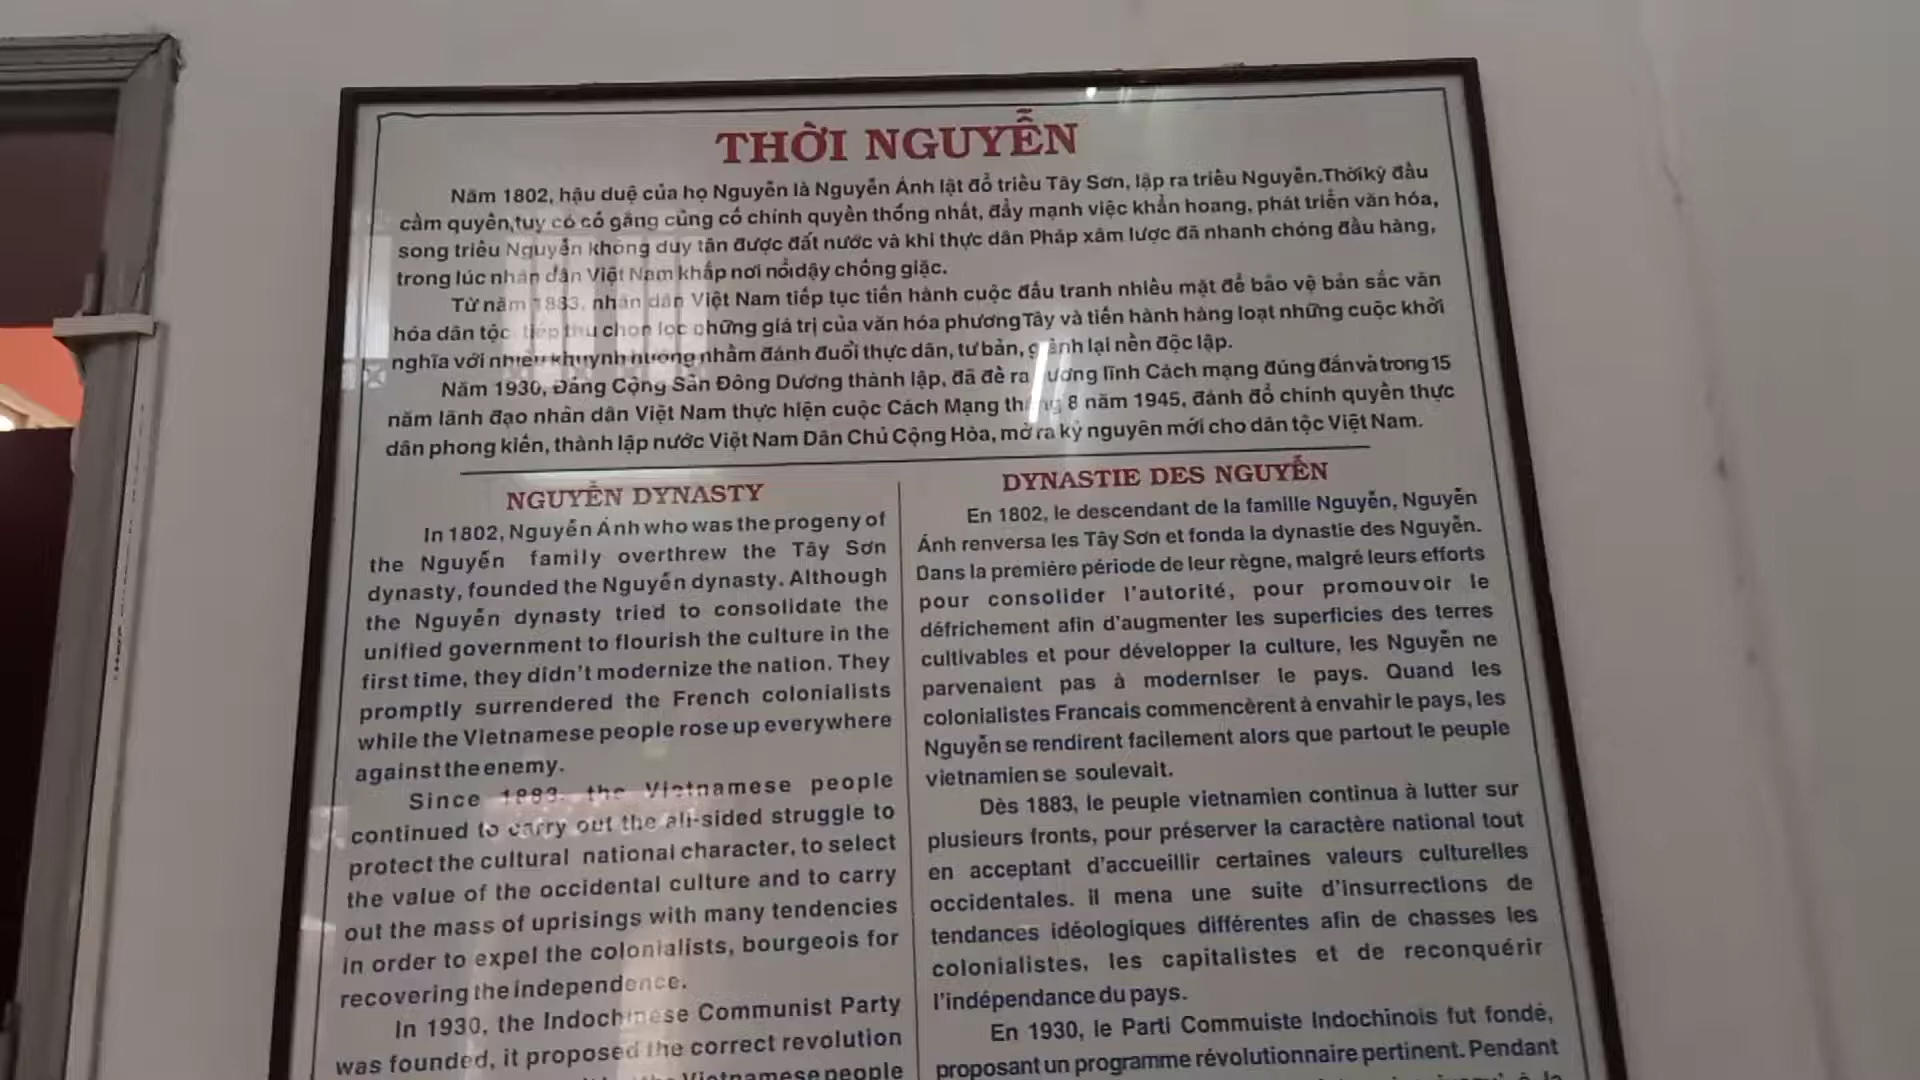 THỜI NGUYỄN
Năm 1802, hậu duệ của họ Nguyễn là Nguyễn Ánh lật đổ triều Tây Sơn, lập ra triều Nguyễn.Thời kỳ đầu
cầm quyền, tuy có cố gắng củng cố chính quyền thống nhất, đẩy mạnh việc khẩn hoang, phát triển văn hóa,
song triều Nguyễn không duy tân được đất nước và khi thực dân Pháp xâm lược đã nhanh chóng đầu hàng,
trong lúc nhân dân Việt Nam khắp nơi nổi dậy chống giặc.
Từ năm 1883, nhân dân Việt Nam tiếp tục tiến hành cuộc đấu tranh nhiều mặt để bảo vệ bản sắc văn
hóa dân tộc tiếp thu chọn lọc những giá trị của văn hóa phương Tây và tiến hành hàng loạt những cuộc khởi
nghĩa với nhiều khuynh hướng nhằm đánh đuổi thực dân, tư bản, giành lại nền độc lập.
Năm 1930, Đảng Cộng Sản Đông Dương thành lập, đã đề ra cương lĩnh Cách mạng đúng đắn và trong 15
năm lãnh đạo nhân dân Việt Nam thực hiện cuộc Cách Mạng tháng 8 năm 1945, đánh đổ chính quyền thực
dân phong kiến, thành lập nước Việt Nam Dân Chủ Cộng Hòa, mở ra kỷ nguyên mới cho dân tộc Việt Nam.
NGUYỄN DYNASTY
In 1802, Nguyễn Ánh who was the progeny of
the Nguyễn family overthrew the Tây Sơn
dynasty, founded the Nguyễn dynasty. Although
the Nguyễn dynasty tried to consolidate the
unified government to flourish the culture in the
first time, they didn't modernize the nation. They
promptly surrendered the French colonialists
while the Vietnamese people rose up everywhere
against the enemy.
Since 1883, the Vietnamese people
continued to carry out the all-sided struggle to
protect the cultural national character, to select
the value of the occidental culture and to carry
out the mass of uprisings with many tendencies
in order to expel the colonialists, bourgeois for
recovering the independence.
In 1930, the Indochinese Communist Party
was founded, it proposed the correct revolution
Vietnamese people
DYNASTIE DES NGUYỄN
En 1802, le descendant de la famille Nguyễn, Nguyễn
Ánh renversa les Tây Sơn et fonda la dynastie des Nguyễn.
Dans la première période de leur règne, malgré leurs efforts
pour consolider l'autorité, pour promouvoir le
défrichement afin d'augmenter les superficies des terres
cultivables et pour développer la culture, les Nguyễn ne
parvenaient pas à moderniser le pays. Quand les
colonialistes Francais commencèrent à envahir le pays, les
Nguyễn se rendirent facilement alors que partout le peuple
vietnamien se soulevait.
Dès 1883, le peuple vietnamien continua à lutter sur
plusieurs fronts, pour préserver la caractère national tout
en acceptant d'accueillir certaines valeurs culturelles
occidentales. il mena une suite d'insurrections de
tendances idéologiques différentes afin de chasses les
colonialistes, les capitalistes et de reconquérir
l'indépendance du pays.
En 1930, le Parti Commuiste Indochinois fut fondé,
proposant un programme révolutionnaire pertinent. Pendant